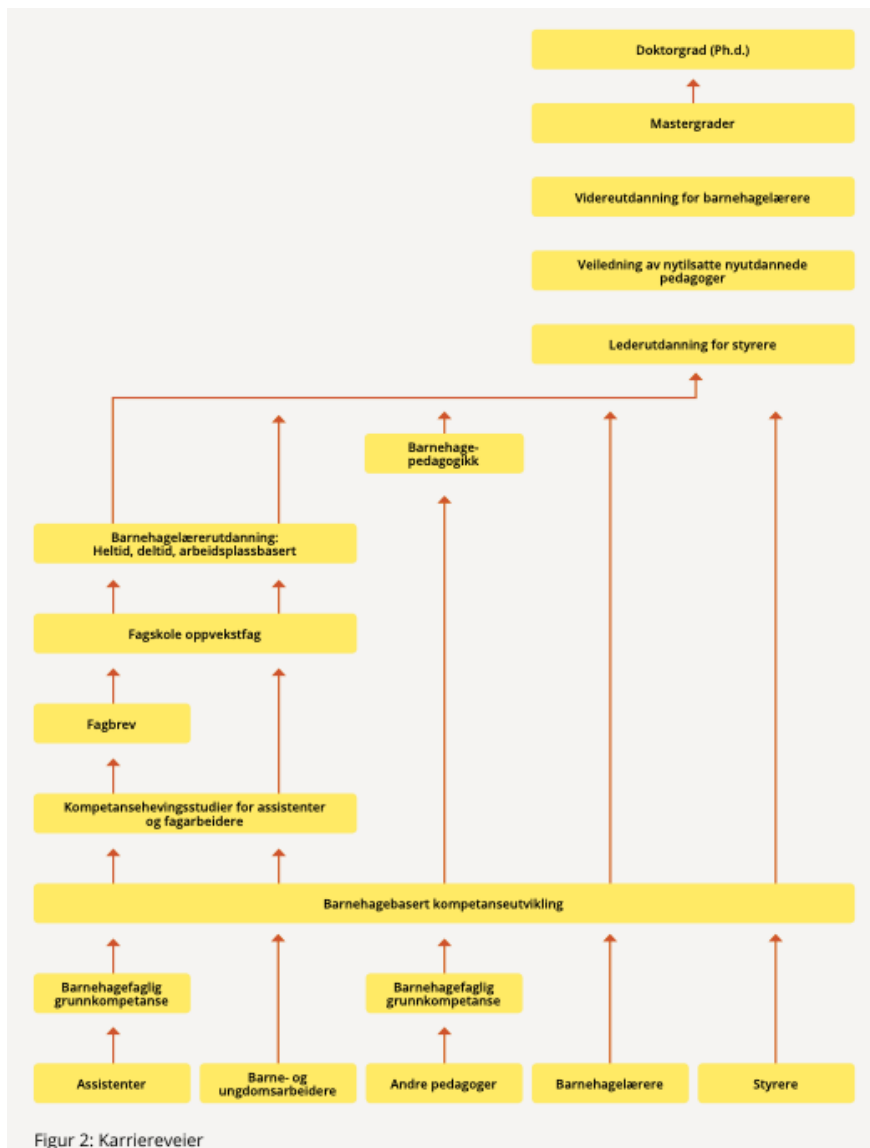 Doktorgrad (Ph.d.)
Mastergrader
Videreutdanning for barnehagelærere
Veiledning av nytilsatte nyutdannede
pedagoger
Lederutdanning for styrere
Barnehage-
pedagogikk
Barnehagelærerutdanning:
Heltid, deltid, arbeidsplassbasert
Fagskole oppvekstfag
Fagbrev
Kompetansehevingsstudier for assistenter
og fagarbeidere
Barnehagebasert kompetanseutvikling
Barnehagefaglig
grunnkompetanse
Barnehagefaglig
grunnkompetanse
Assistenter
Barne- og
ungdomsarbeidere
Andre pedagoger
Barnehagelærere
Styrere
Figur 2: Karriereveier